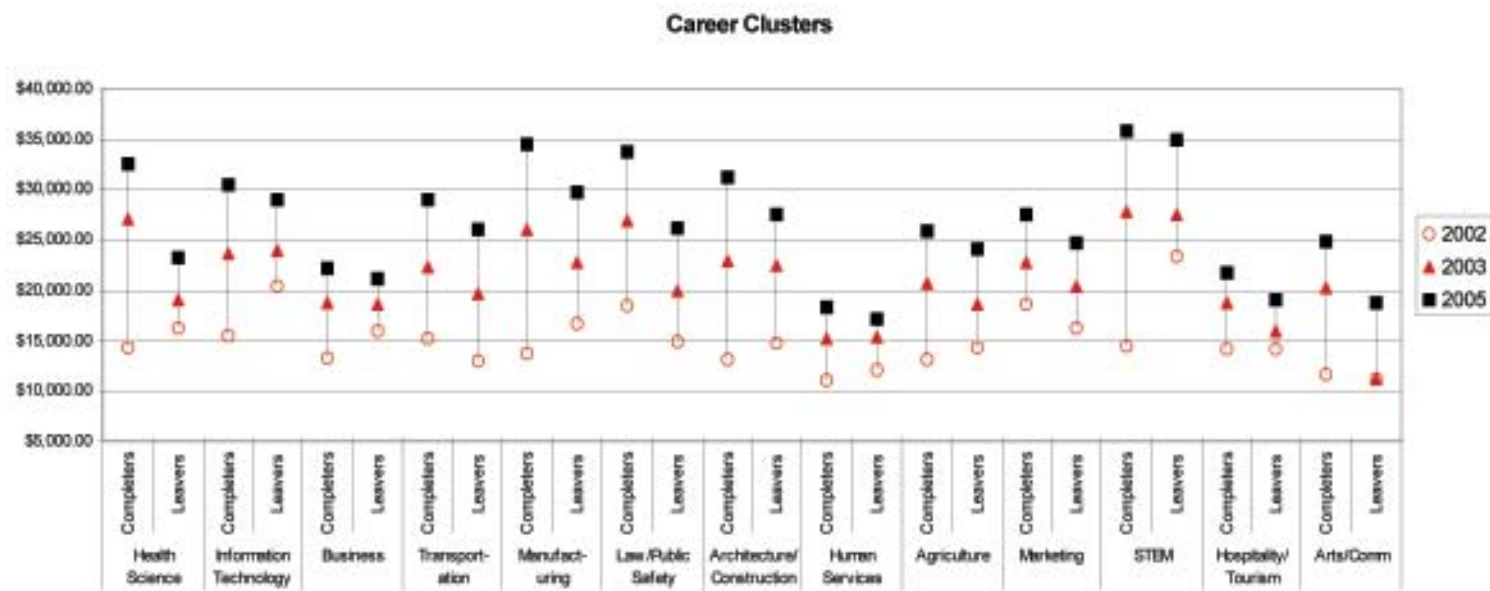 Career Clusters
$40,000.00
$35,000.00
$30,000.00
$25,000.00
$20,000.00
$15,000.00
$10,000.00
$5,000.00
2002
2003
2005
Completers
Leavers
Completers
Leavers
Completers
Leavers
Completers
Leavers
Completers
Leavers
Completers
Leavers
Completers
Leavers
Completers
Leavers
Completers
Leavers
Completers
Leavers
Completers
Leavers
Completers
Leavers
Completers
Leavers
Health
Science
Information
Technology
Business
Transport-
ation
Manufact-
uring
Law /Public
Safety
Architecture/
Construction
Human
Services
Agriculture
Marketing
STEM
Hospitality/
Tourism
Arts/Comm